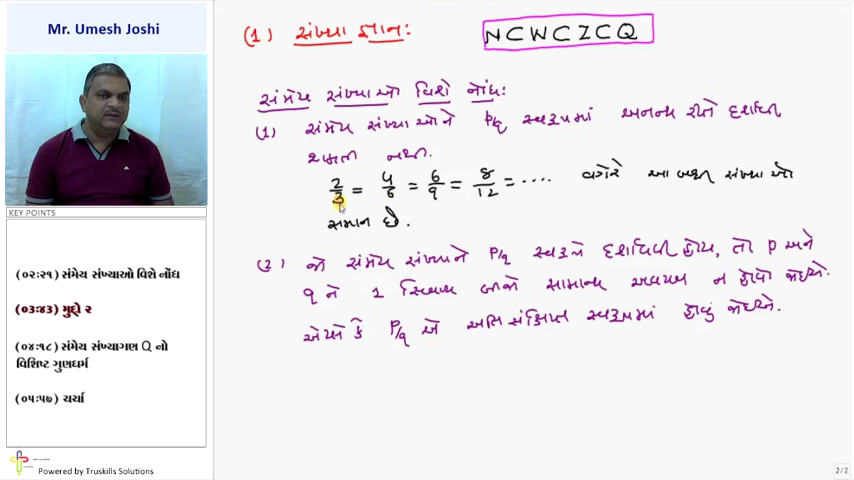 Mr. Umesh Joshi
(1) સંખ્યા જ્ઞાન:
NCWCZCQ
સંમેય સંખ્યાઓ વિશે નોંધ:
(1) સંમેય સંખ્યાઓને P/q સ્વરૂપમાં અનન્ય રીતે દર્શાવી
શકાતી નથી.
2/3 = 4/6 = 6/9 = 8/12 = .... વગેરે આ બધી સંખ્યાઓ
સમાન છે.
(2) જો સંમેય સંખ્યાને P/q સ્વરૂપે દર્શાવેલી હોય, તો P અને
q ને 1 સિવાય બીજો સામાન્ય અવયવ ન હોવો જોઈએ.
એટલે કે P/q એ અતિ સંક્ષિપ્ત સ્વરૂપમાં હોવું જોઈએ.
KEY POINTS
(૦૨:૨૧) સંમેય સંખ્યાઓ વિશે નોંધ
(૦૩:૪૩) મુદ્દો ૨
(૦૪:૧૮) સંમેય સંખ્યાગણ Q નો
વિશિષ્ટ ગુણધર્મ
(૦૫:૫૭) ચર્ચા
Powered by Truskills Solutions
2/2